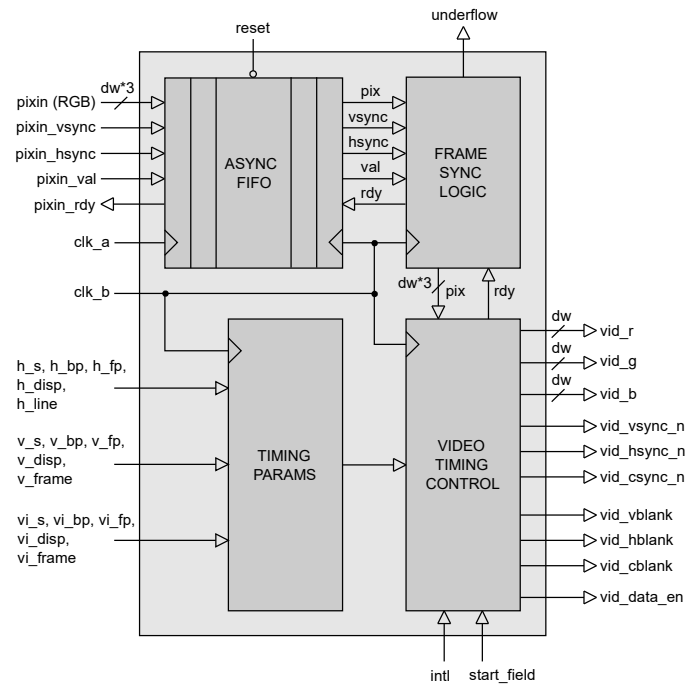 underflow
reset
dw*3
pixin (RGB)
pixin_vsync
pixin_hsync
pixin_val
pixin_rdy
clk_a
clk_b
ASYNC
FIFO
pix
vsync
hsync
val
rdy
FRAME
SYNC
LOGIC
dw*3
pix
rdy
h_s, h_bp, h_fp,
h_disp,
h_line
v_s, v_bp, v_fp,
v_disp,
v_frame
vi_s, vi_bp, vi_fp,
vi_disp,
vi_frame
TIMING
PARAMS
VIDEO
TIMING
CONTROL
dw
vid_r
dw
vid_g
dw
vid_b
vid_vsync_n
vid_hsync_n
vid_csync_n
vid_vblank
vid_hblank
vid_cblank
vid_data_en
intl
start_field